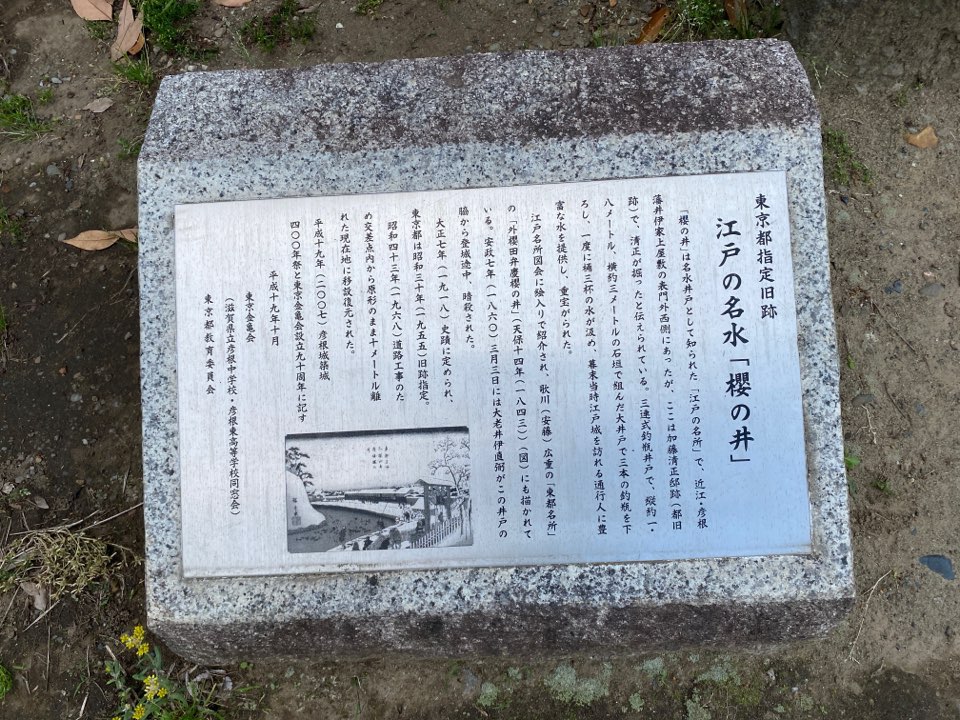 東京都指定旧跡
江戸の名水「櫻の井」
「櫻の井」は名水井戸として知られた「江戸の名所」で、近江・彦根
藩井伊家上屋敷の表門外西側にあったが、ここは加藤清正邸跡（都旧
跡）で、清正が掘ったと伝えられている。三連式釣瓶井戸で、縦約一・
八メートル、横約三メートルの石垣で組んだ大井戸で三本の釣瓶を下
ろし、一度に桶三杯の水が汲め、幕末当時江戸城を訪れる通行人に豊
富な水を提供し、重宝がられた。
江戸名所図会に絵入りで紹介され、歌川（安藤）広重の「東都名所」
の「外櫻田弁慶櫻の井」（天保十四年（一八四三））（図）にも描かれて
いる。安政七年（一八六〇）三月三日には大老井伊直弼がこの井戸の
脇から登城途中、暗殺された。
大正七年（一九一八）史蹟に定められ、
東京都は昭和三十年（一九五五）旧跡指定。
昭和四十三年（一九六八）道路工事のた
め交差点内から原形のまま十メートル離
れた現在地に移設復元された。
平成十九年（二〇〇七）彦根城築城
四〇〇年祭と東京金亀会設立九十周年に記す
平成十九年十月
東京金亀会
（滋賀県立彦根中学校・彦根東高等学校同窓会）
東京都教育委員会